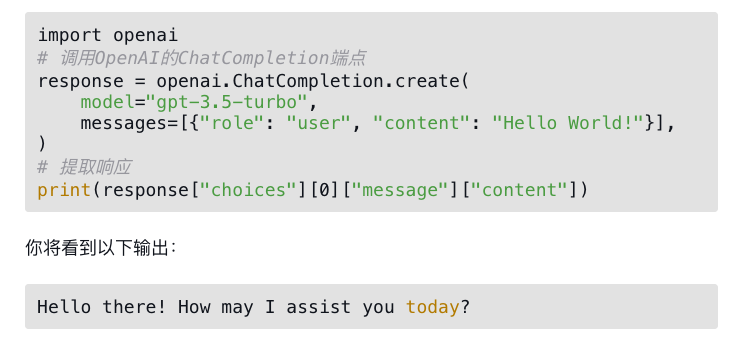 import openai
# 调用OpenAI的ChatCompletion端点
response = openai.ChatCompletion.create(
    model="gpt-3.5-turbo",
    messages=[{"role": "user", "content": "Hello World!"}],
)
# 提取响应
print(response["choices"][0]["message"]["content"])
你将看到以下输出：
Hello there! How may I assist you today?